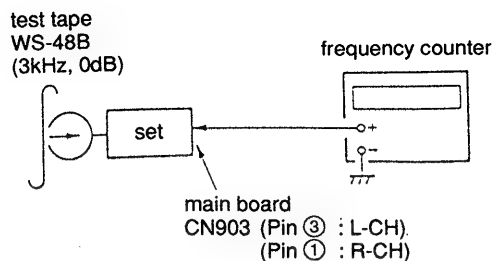 test tape
WS-48B
(3kHz, 0dB)
frequency counter
set
+
−
main board
CN903 (Pin ③ : L-CH)
(Pin ① : R-CH)